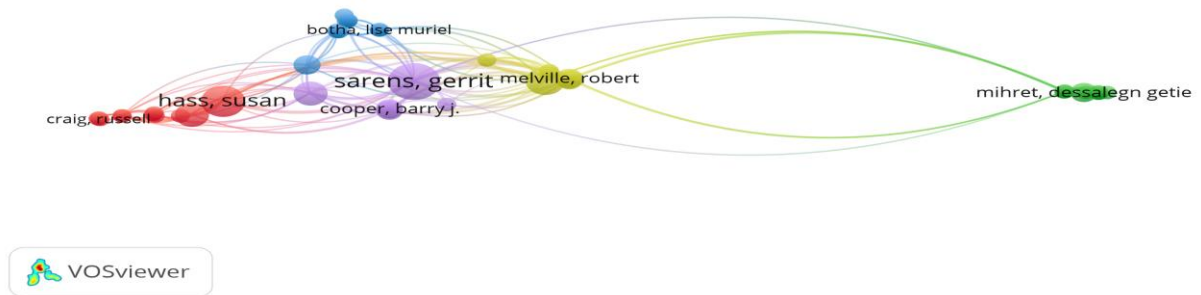 botha, lise muriel
sarens, gerrit
melville, robert
mihret, dessalegn getie
hass, susan
cooper, barry j.
craig, russell
VOSviewer